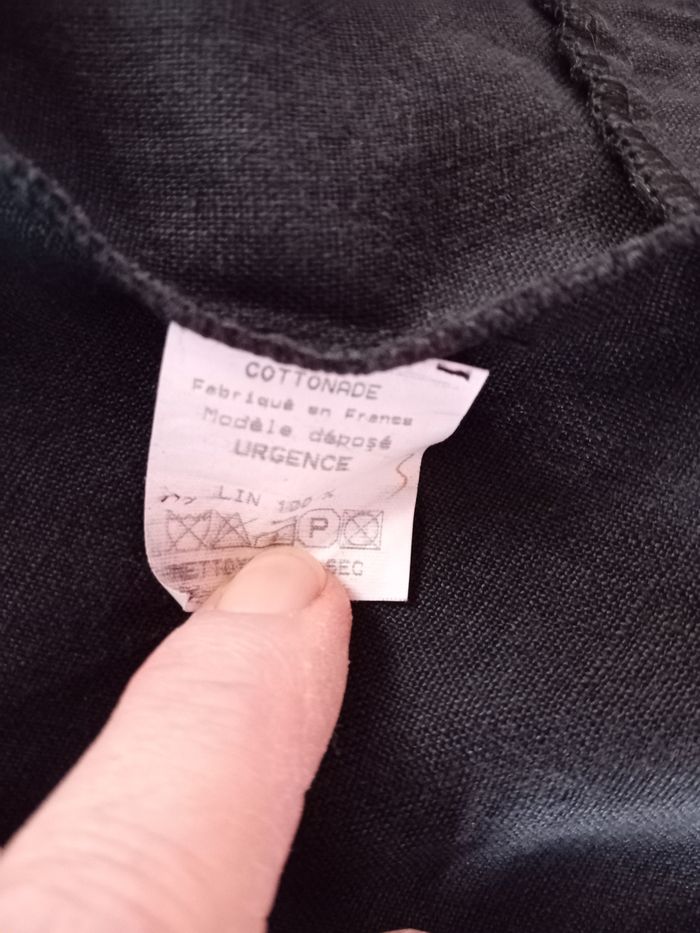 COTTONADE
Fabriqué en France
Modèle déposé
URGENCE
LIN 100 %
P
SEC